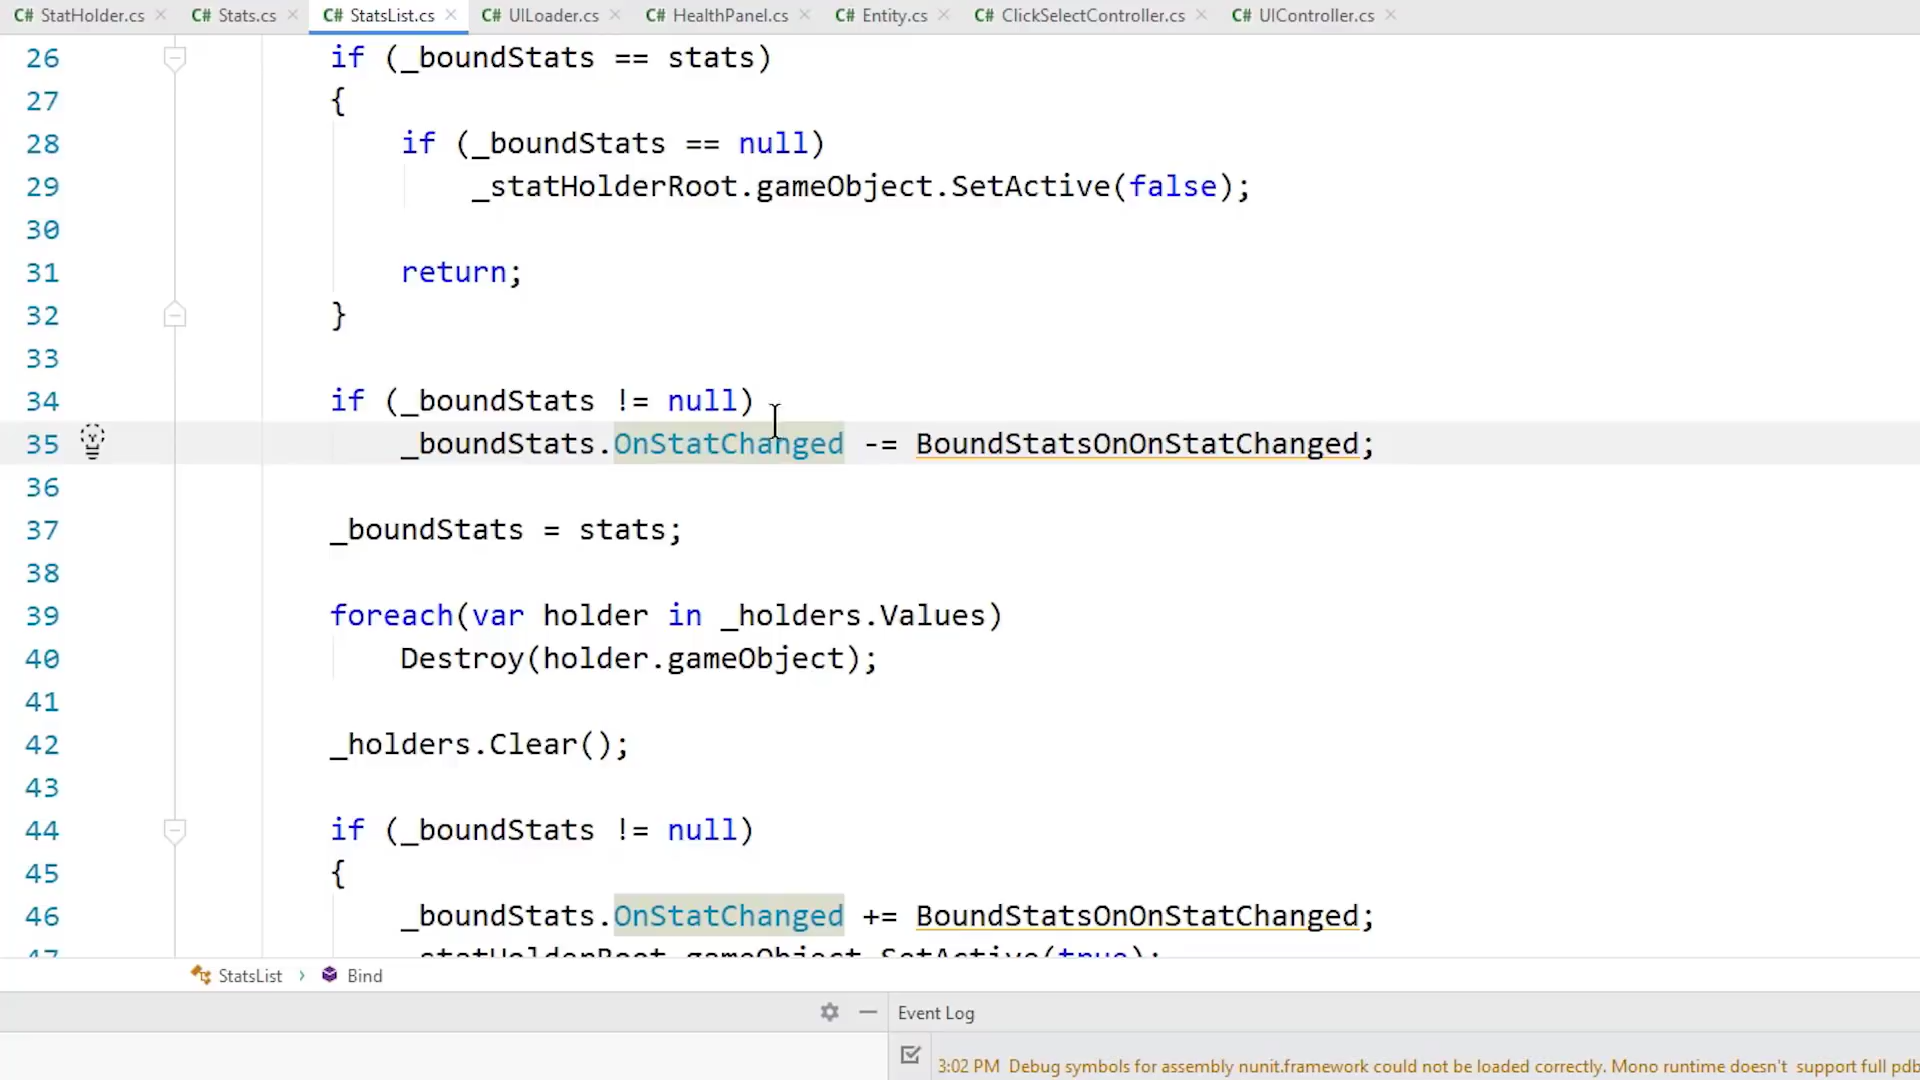 C# StatHolder.cs C# Stats.cs C# StatsList.cs C# UILoader.cs C# HealthPanel.cs C# Entity.cs C# ClickSelectController.cs C# UIController.cs
26 if (_boundStats == stats)
27 {
28 if (_boundStats == null)
29 _statHolderRoot.gameObject.SetActive(false);
30
31 return;
32 }
33
34 if (_boundStats != null)
35 _boundStats.OnStatChanged -= BoundStatsOnOnStatChanged;
36
37 _boundStats = stats;
38
39 foreach(var holder in _holders.Values)
40 Destroy(holder.gameObject);
41
42 _holders.Clear();
43
44 if (_boundStats != null)
45 {
46 _boundStats.OnStatChanged += BoundStatsOnOnStatChanged;
47 _statHolderRoot.gameObject.SetActive(true);
StatsList › Bind
Event Log
3:02 PM Debug symbols for assembly nunit.framework could not be loaded correctly. Mono runtime doesn't support full pdb